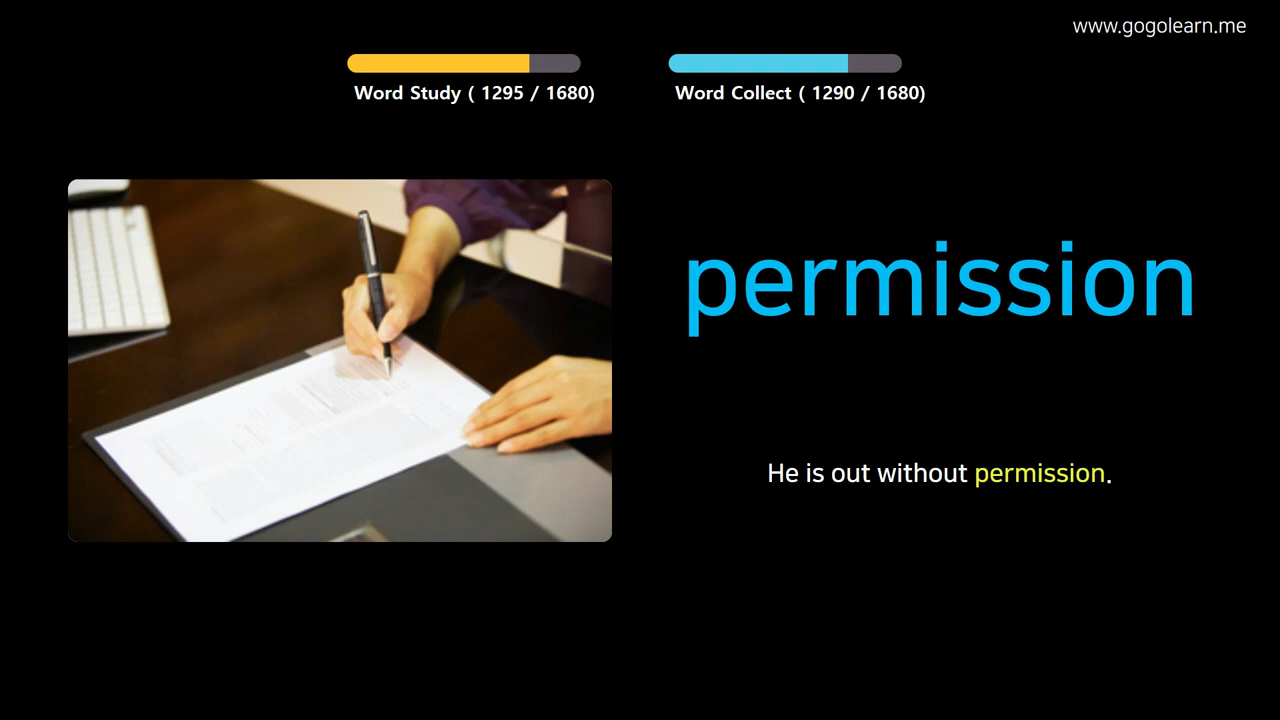 www.gogolearn.me
Word Study ( 1295 / 1680)
Word Collect ( 1290 / 1680)
permission
He is out without permission.